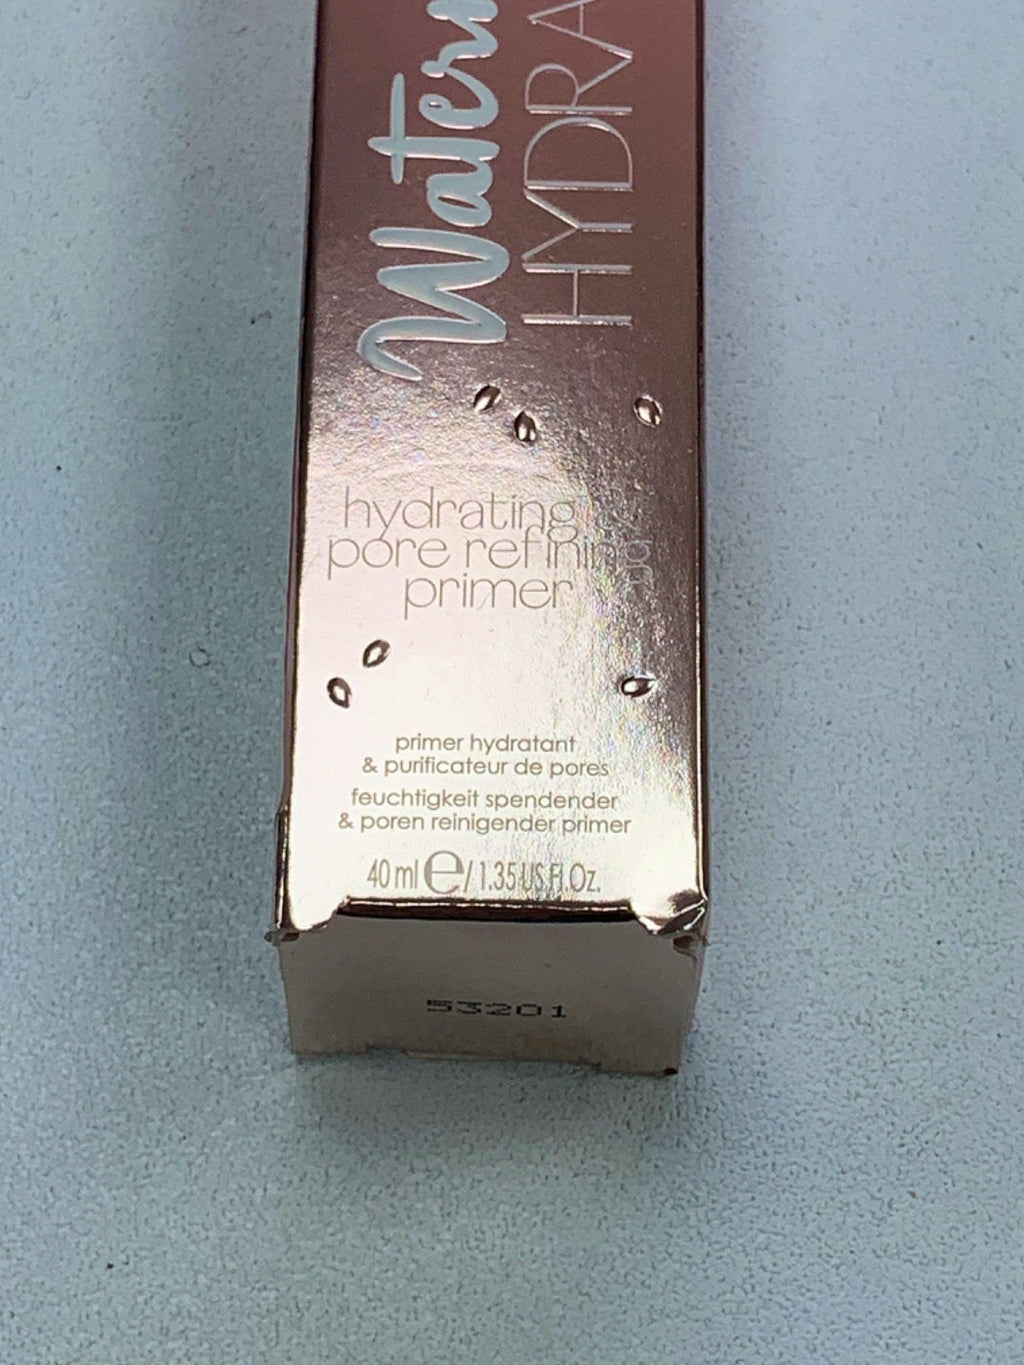 HYDRA
hydrating
pore refining
primer
primer hydratant
& purificateur de pores
feuchtigkeit spendender
& poren reinigender primer
40 ml e / 1.35 US Fl.Oz.
53201